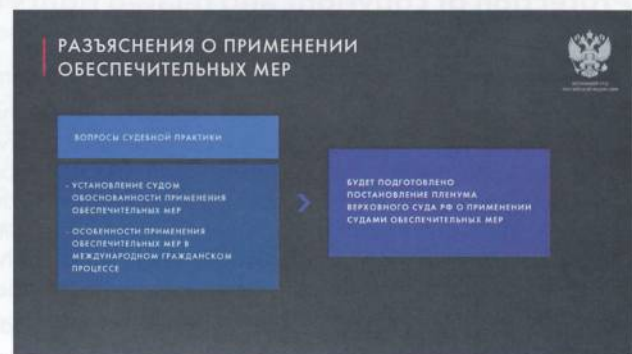 РАЗЪЯСНЕНИЯ О ПРИМЕНЕНИИ
ОБЕСПЕЧИТЕЛЬНЫХ МЕР
ВОПРОСЫ СУДЕБНОЙ ПРАКТИКИ
- УСТАНОВЛЕНИЕ СУДОМ
ОБОСНОВАННОСТИ ПРИМЕНЕНИЯ
ОБЕСПЕЧИТЕЛЬНЫХ МЕР
- ОСОБЕННОСТИ ПРИМЕНЕНИЯ
ОБЕСПЕЧИТЕЛЬНЫХ МЕР В
МЕЖДУНАРОДНОМ ГРАЖДАНСКОМ
ПРОЦЕССЕ
БУДЕТ ПОДГОТОВЛЕНО
ПОСТАНОВЛЕНИЕ ПЛЕНУМА
ВЕРХОВНОГО СУДА РФ О ПРИМЕНЕНИИ
СУДАМИ ОБЕСПЕЧИТЕЛЬНЫХ МЕР